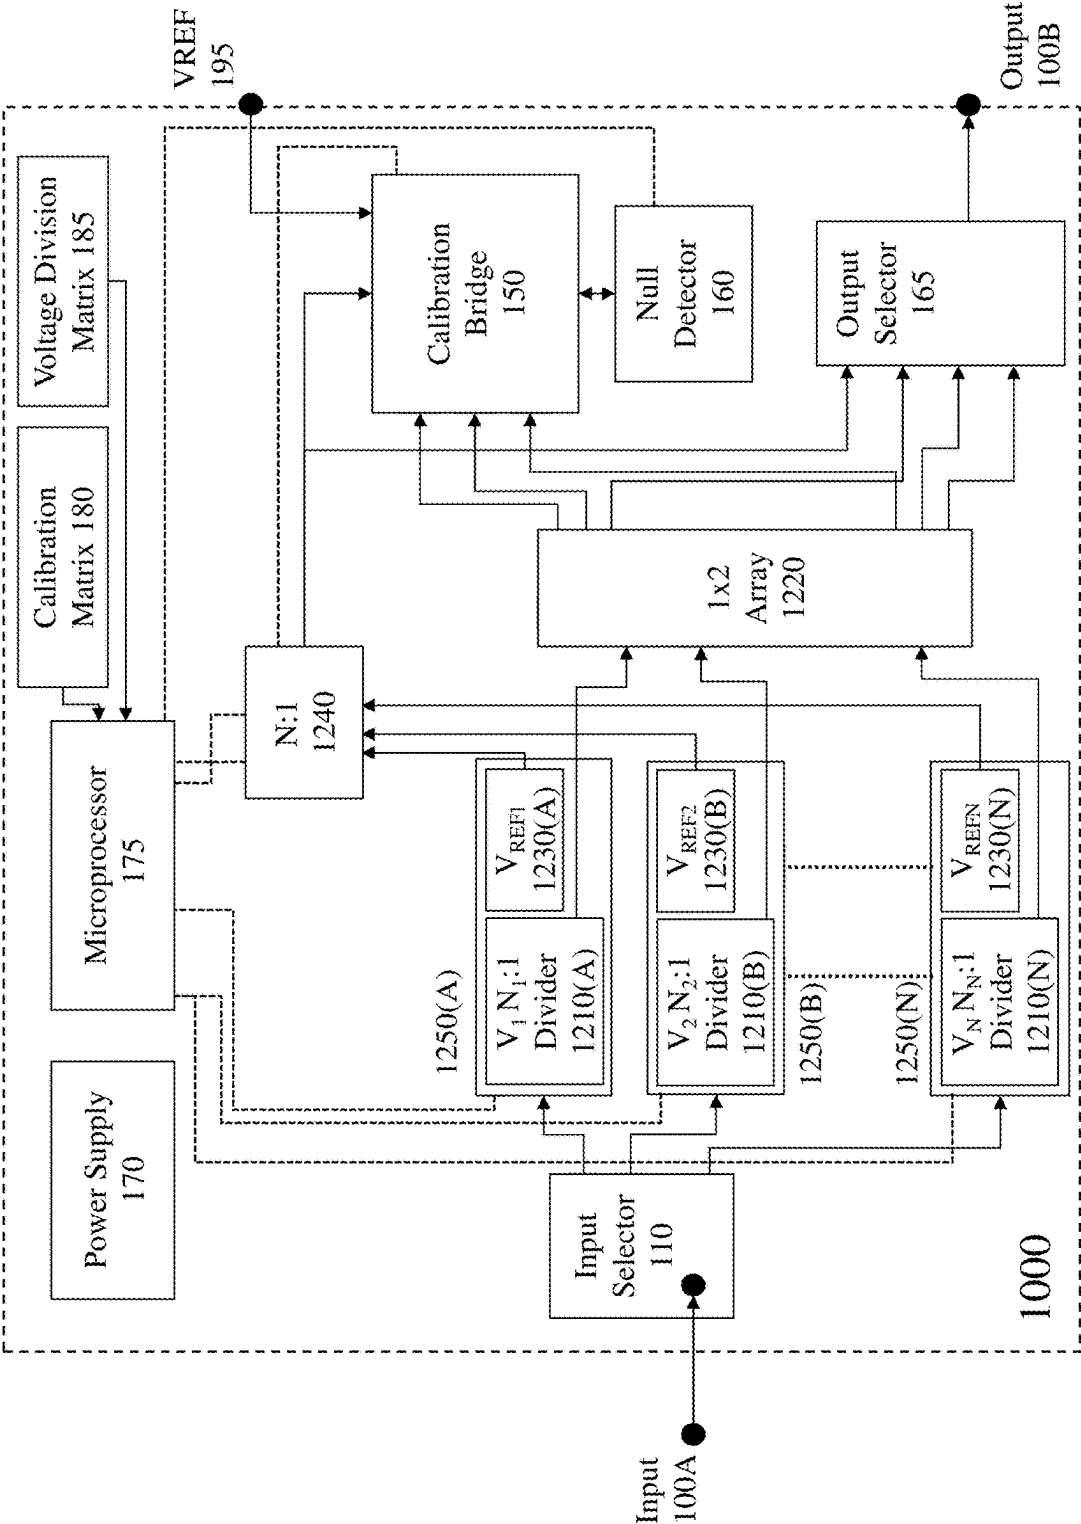 Power Supply
170
Microprocessor
175
Calibration
Matrix 180
Voltage Division
Matrix 185
VREF
195
N:1
1240
Calibration
Bridge
150
Null
Detector
160
Output
Selector
165
Output
100B
1x2
Array
1220
1250(A)
V1 N1:1
Divider
1210(A)
VREF1
1230(A)
V2 N2:1
Divider
1210(B)
VREF2
1230(B)
1250(B)
1250(N)
VN NN:1
Divider
1210(N)
VREFN
1230(N)
Input
Selector
110
Input
100A
1000